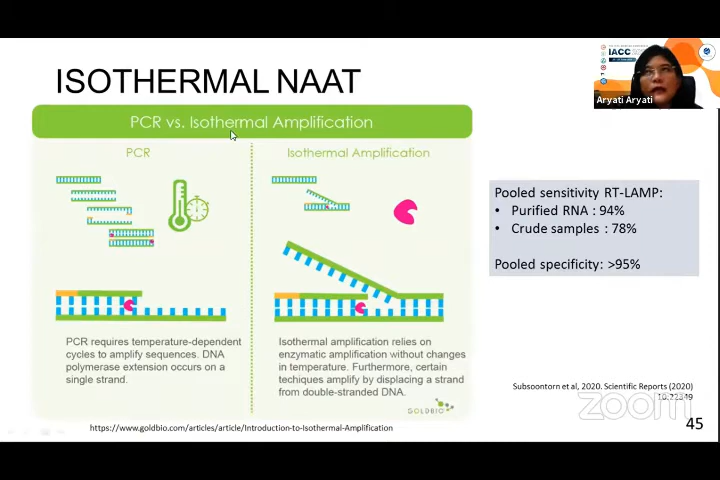 ISOTHERMAL NAAT
IACC
Aryati Aryati
PCR vs. Isothermal Amplification
PCR
Isothermal Amplification
PCR requires temperature-dependent
cycles to amplify sequences. DNA
polymerase extension occurs on a
single strand.
Isothermal amplification relies on
enzymatic amplification without changes
in temperature. Furthermore, certain
techiques amplify by displacing a strand
from double-stranded DNA.
GOLDBIO
Pooled sensitivity RT-LAMP:
• Purified RNA : 94%
• Crude samples : 78%
Pooled specificity: >95%
Subsoontorn et al, 2020. Scientific Reports (2020)
10:22349
zoom
https://www.goldbio.com/articles/article/Introduction-to-Isothermal-Amplification
45